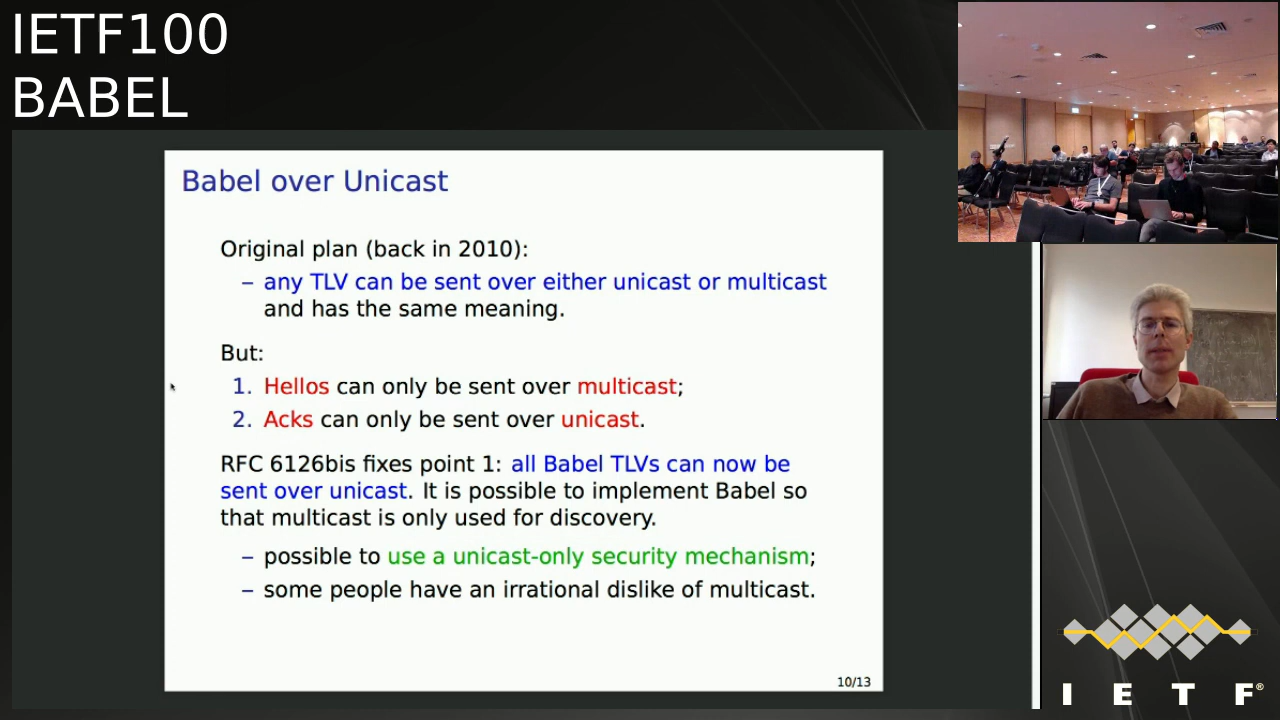 IETF100
BABEL
Babel over Unicast
Original plan (back in 2010):
– any TLV can be sent over either unicast or multicast
and has the same meaning.
But:
1. Hellos can only be sent over multicast;
2. Acks can only be sent over unicast.
RFC 6126bis fixes point 1: all Babel TLVs can now be
sent over unicast. It is possible to implement Babel so
that multicast is only used for discovery.
– possible to use a unicast-only security mechanism;
– some people have an irrational dislike of multicast.
10/13
I E T F®